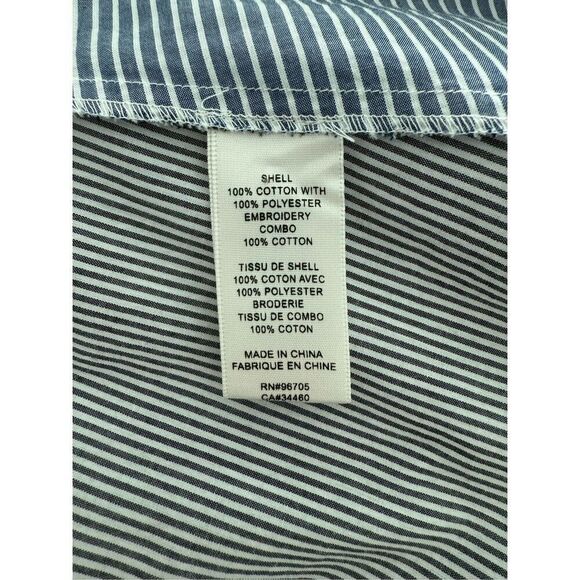 SHELL
100% COTTON WITH
100% POLYESTER
EMBROIDERY
COMBO
100% COTTON
TISSU DE SHELL
100% COTON AVEC
100% POLYESTER
BRODERIE
TISSU DE COMBO
100% COTON
MADE IN CHINA
FABRIQUE EN CHINE
RN#96705
CA#34460